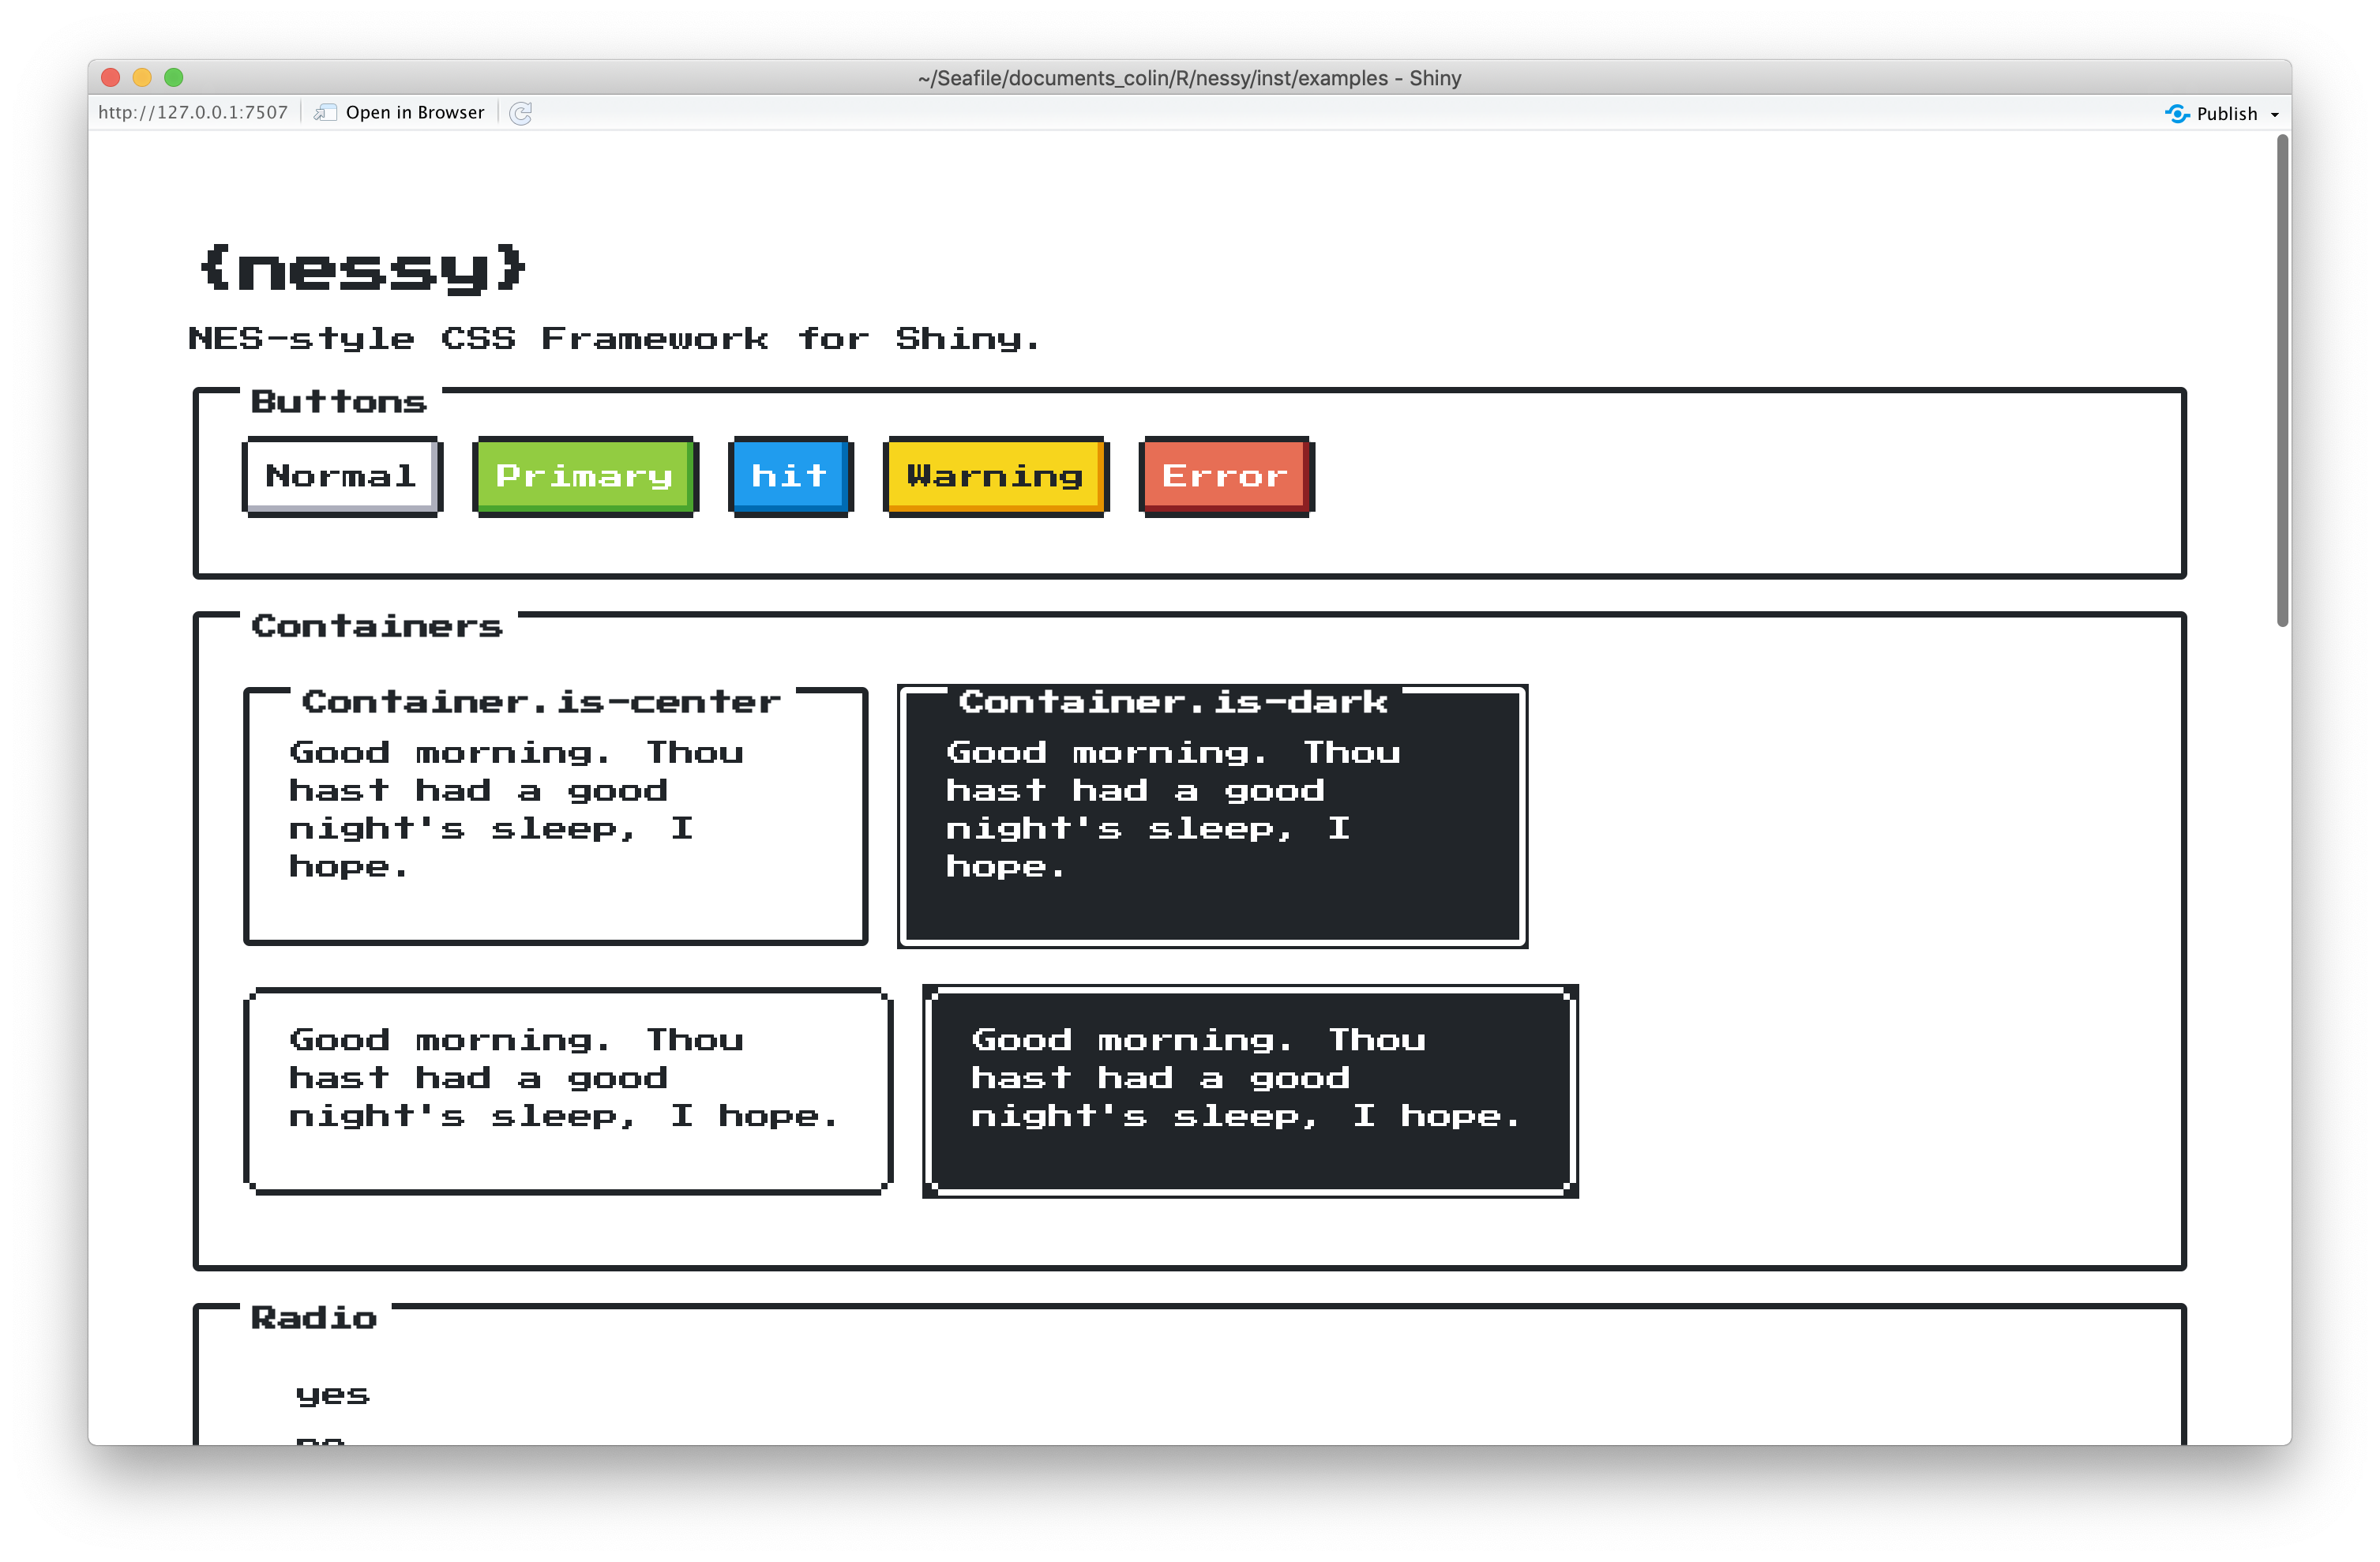 ~/Seafile/documents_colin/R/nessy/inst/examples - Shiny
http://127.0.0.1:7507 Open in Browser Publish
{nessy}
NES-style CSS Framework for Shiny.
Buttons
Normal Primary hit Warning Error
Containers
Container.is-center
Good morning. Thou
hast had a good
night's sleep, I
hope.
Container.is-dark
Good morning. Thou
hast had a good
night's sleep, I
hope.
Good morning. Thou
hast had a good
night's sleep, I hope.
Good morning. Thou
hast had a good
night's sleep, I hope.
Radio
yes